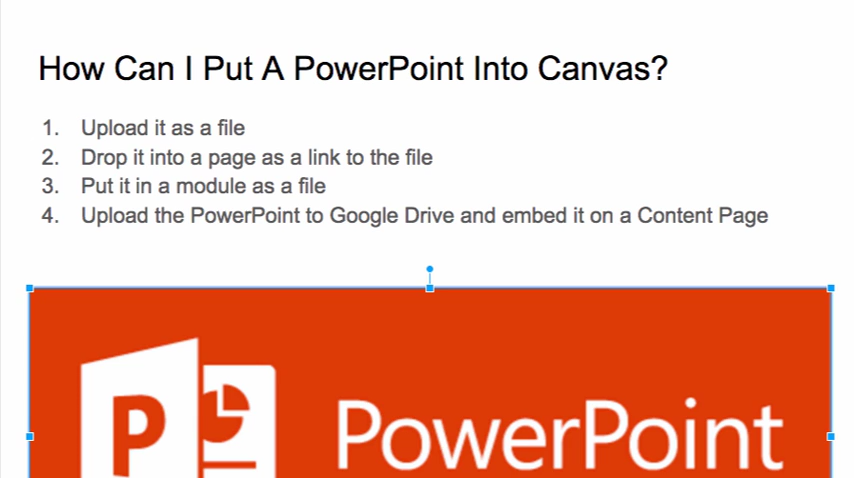 How Can I Put A PowerPoint Into Canvas?
1. Upload it as a file
2. Drop it into a page as a link to the file
3. Put it in a module as a file
4. Upload the PowerPoint to Google Drive and embed it on a Content Page
P PowerPoint